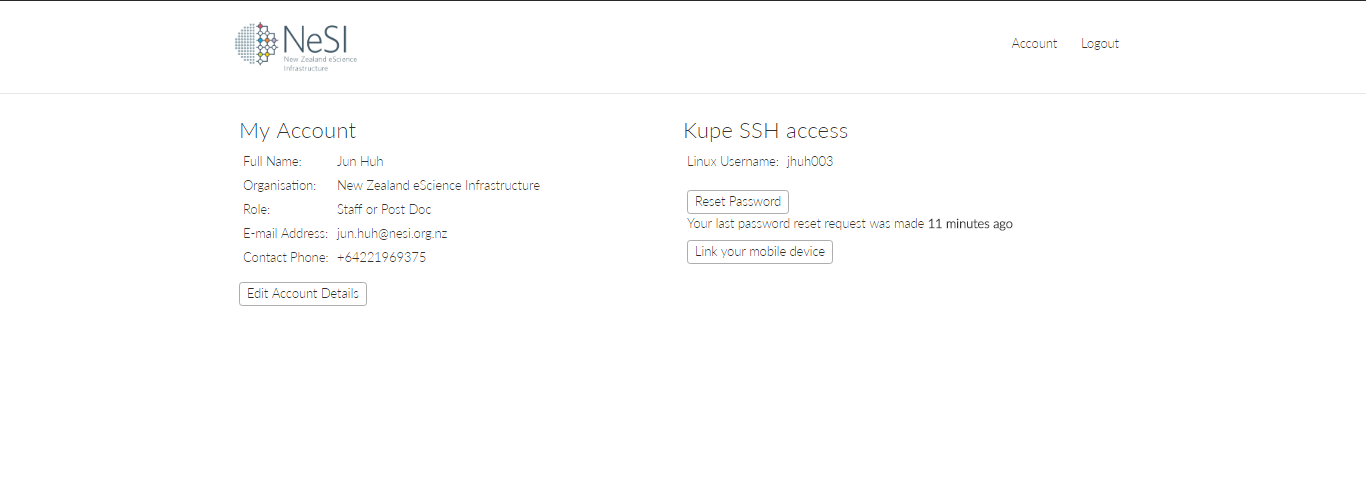 NeSI
New Zealand eScience
Infrastructure
Account Logout
My Account
Full Name: Jun Huh
Organisation: New Zealand eScience Infrastructure
Role: Staff or Post Doc
E-mail Address: jun.huh@nesi.org.nz
Contact Phone: +64221969375
Edit Account Details
Kupe SSH access
Linux Username: jhuh003
Reset Password
Your last password reset request was made 11 minutes ago
Link your mobile device